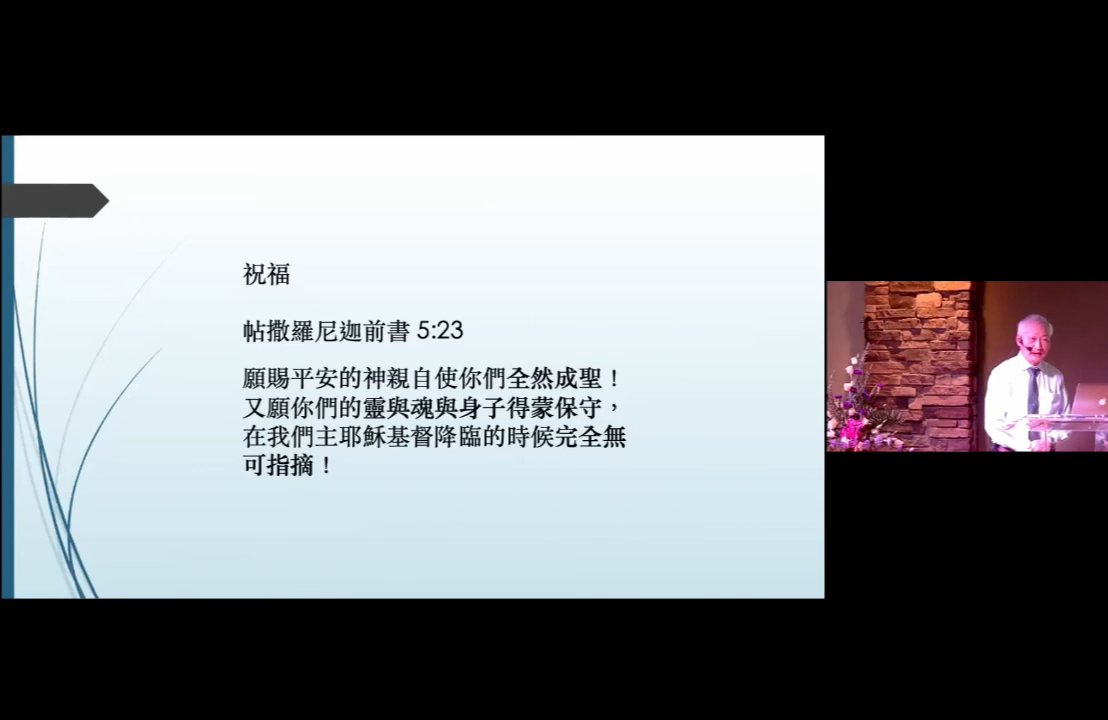 祝福
帖撒羅尼迦前書 5:23
願賜平安的神親自使你們全然成聖！
又願你們的靈與魂與身子得蒙保守，
在我們主耶穌基督降臨的時候完全無
可指摘！